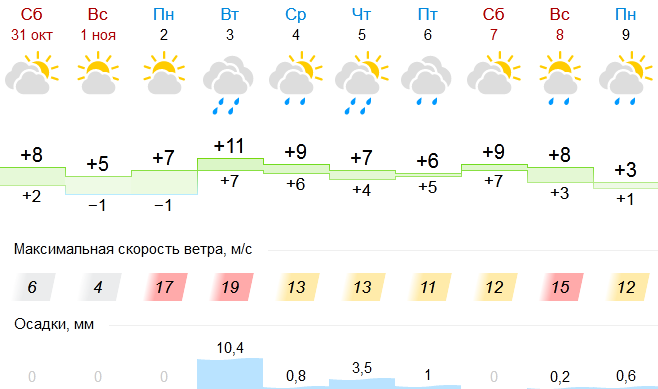 Сб Вс Пн Вт Ср Чт Пт Сб Вс Пн
31 окт 1 ноя 2 3 4 5 6 7 8 9
+8 +5 +7 +11 +9 +7 +6 +9 +8 +3
+2 −1 −1 +7 +6 +4 +5 +7 +3 +1
Максимальная скорость ветра, м/с
6 4 17 19 13 13 11 12 15 12
Осадки, мм
0 0 0 10,4 0,8 3,5 1 0 0,2 0,6